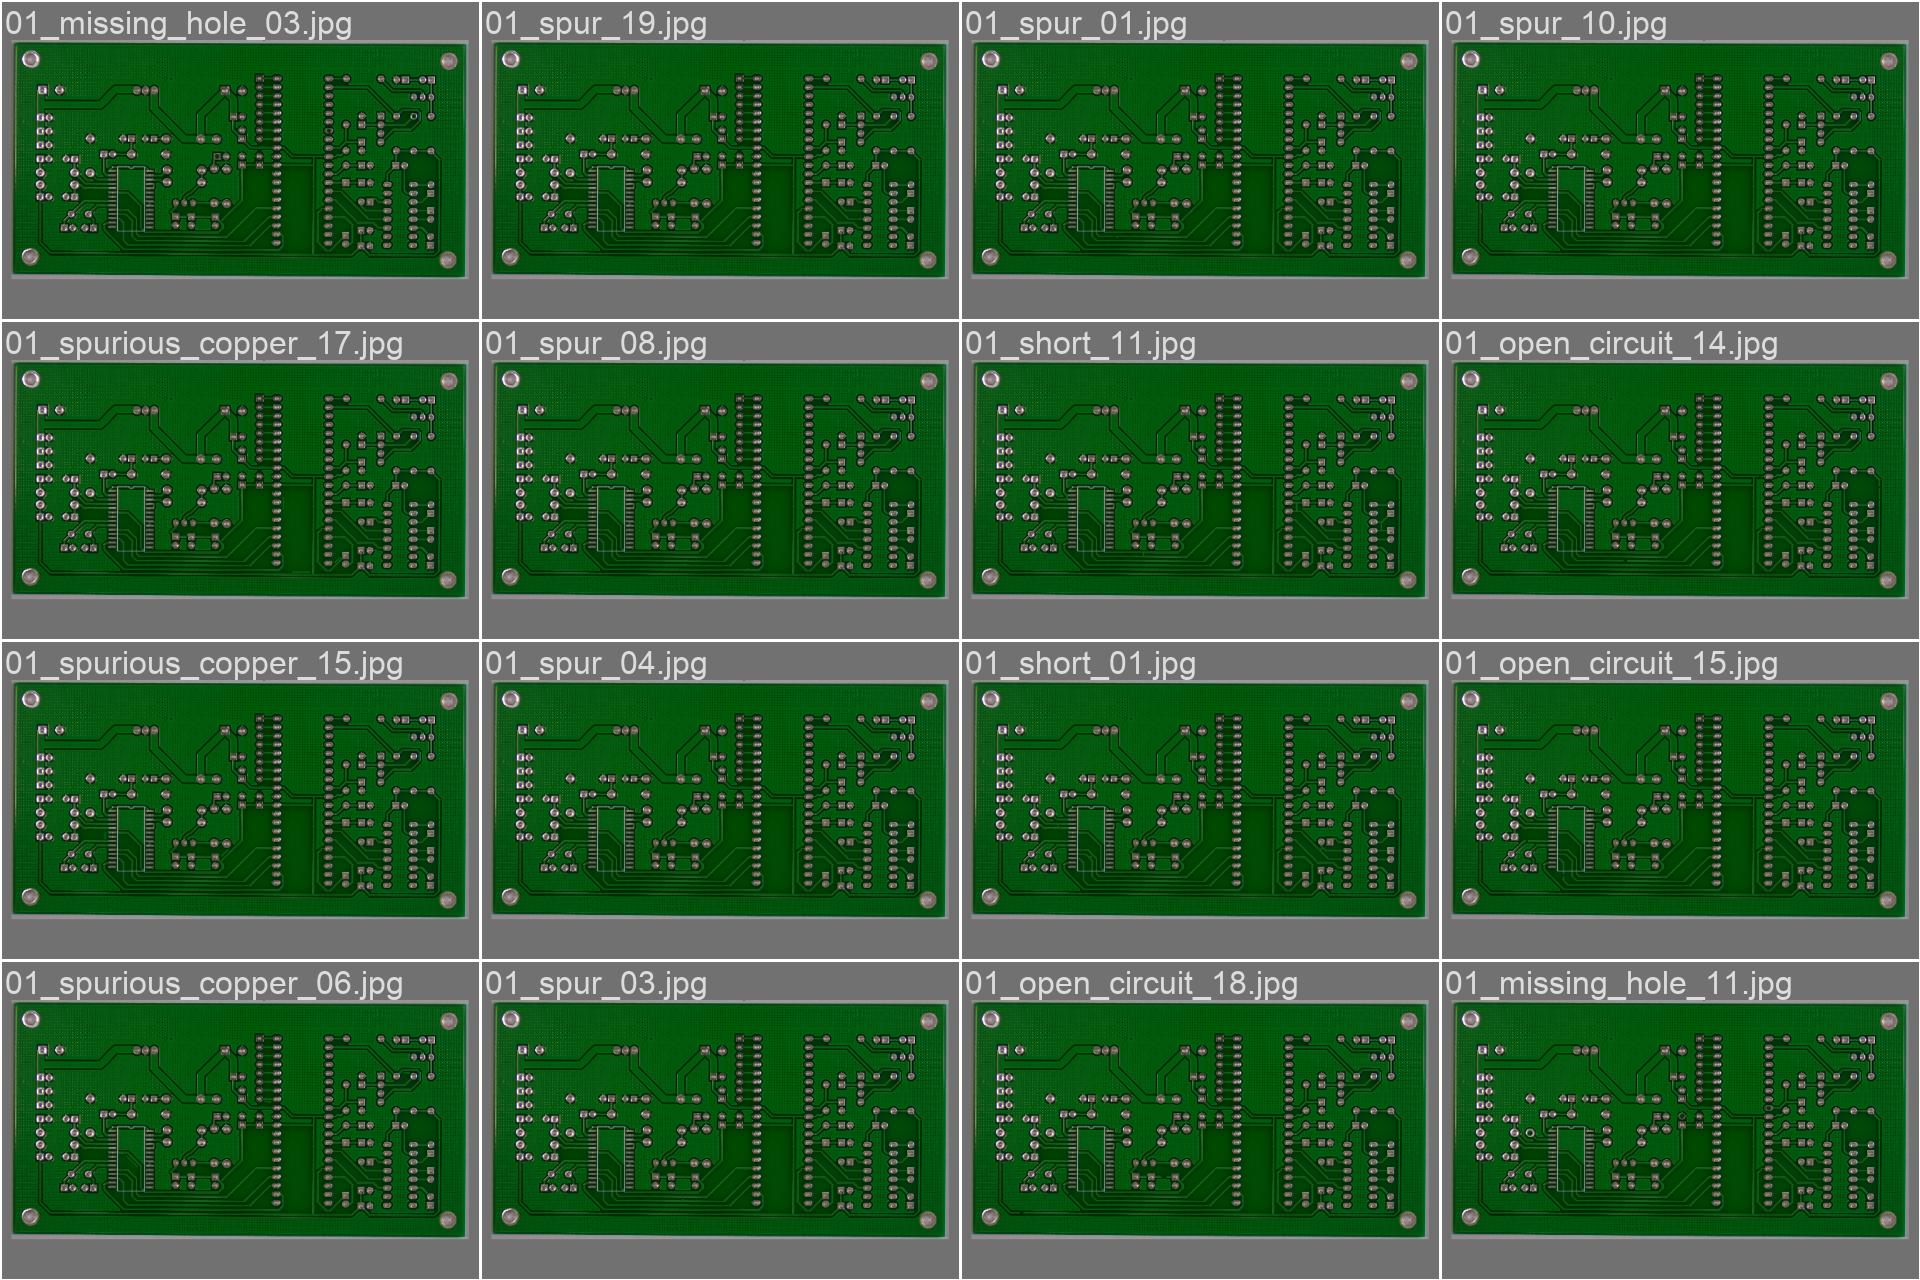 01_missing_hole_03.jpg
01_spur_19.jpg
01_spur_01.jpg
01_spur_10.jpg
01_spurious_copper_17.jpg
01_spur_08.jpg
01_short_11.jpg
01_open_circuit_14.jpg
01_spurious_copper_15.jpg
01_spur_04.jpg
01_short_01.jpg
01_open_circuit_15.jpg
01_spurious_copper_06.jpg
01_spur_03.jpg
01_open_circuit_18.jpg
01_missing_hole_11.jpg